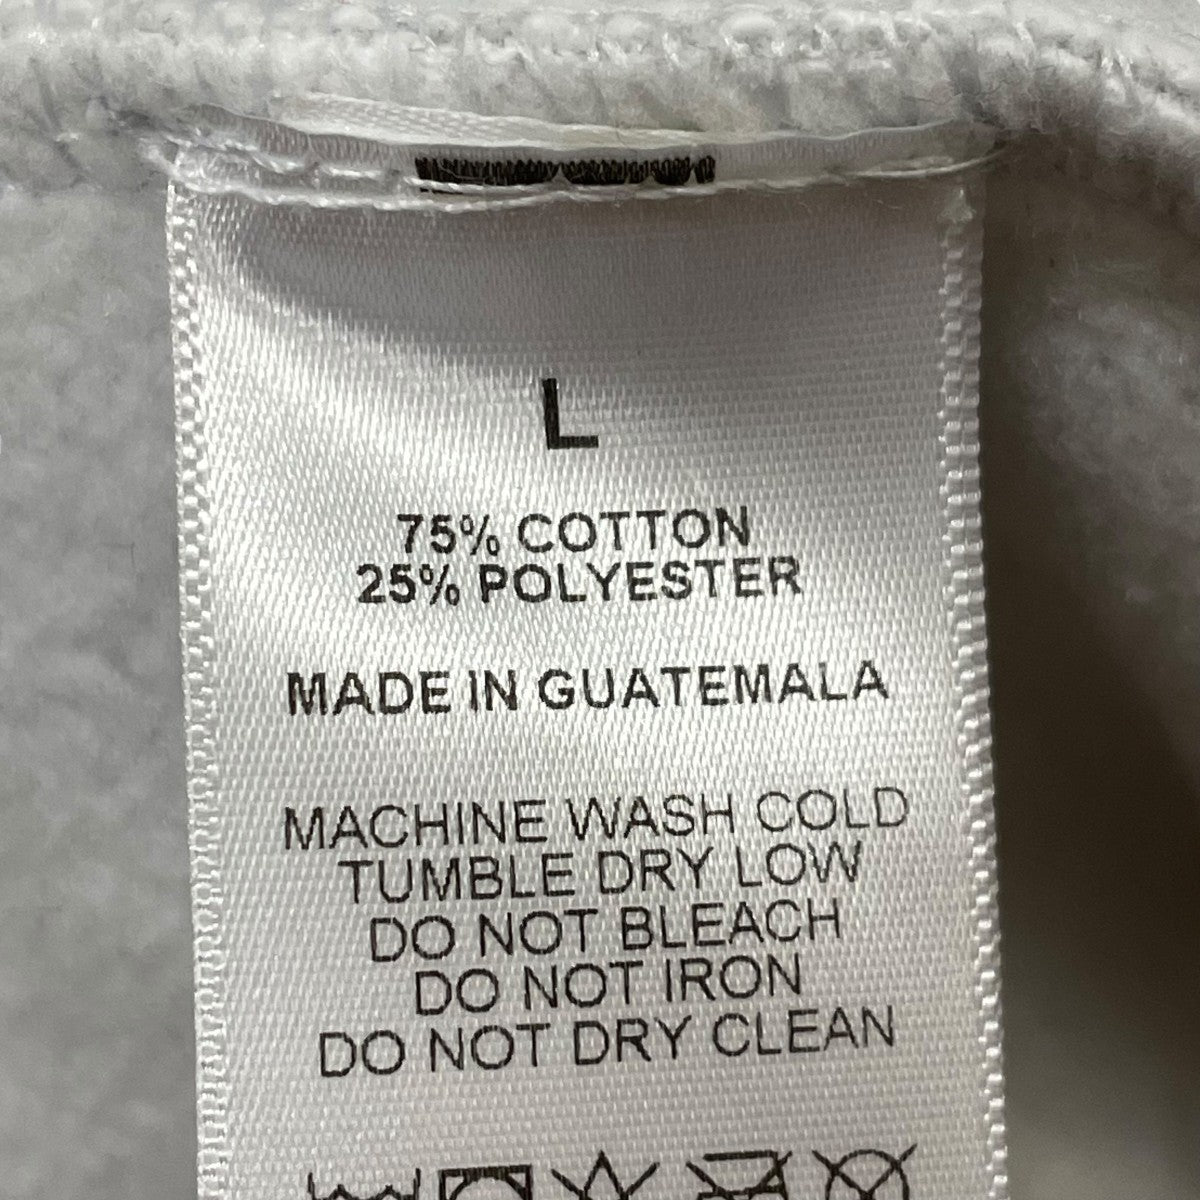 L
75% COTTON
25% POLYESTER
MADE IN GUATEMALA
MACHINE WASH COLD
TUMBLE DRY LOW
DO NOT BLEACH
DO NOT IRON
DO NOT DRY CLEAN